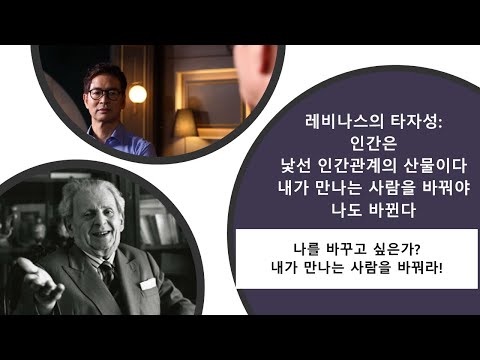 레비나스의 타자성:
인간은
낯선 인간관계의 산물이다
내가 만나는 사람을 바꿔야
나도 바뀐다
나를 바꾸고 싶은가?
내가 만나는 사람을 바꿔라!